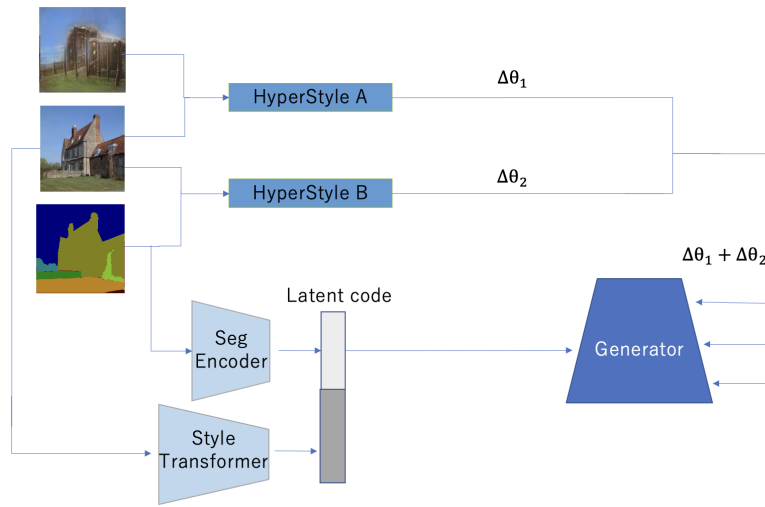 HyperStyle A
Δθ₁
HyperStyle B
Δθ₂
Δθ₁ + Δθ₂
Latent code
Seg
Encoder
Generator
Style
Transformer